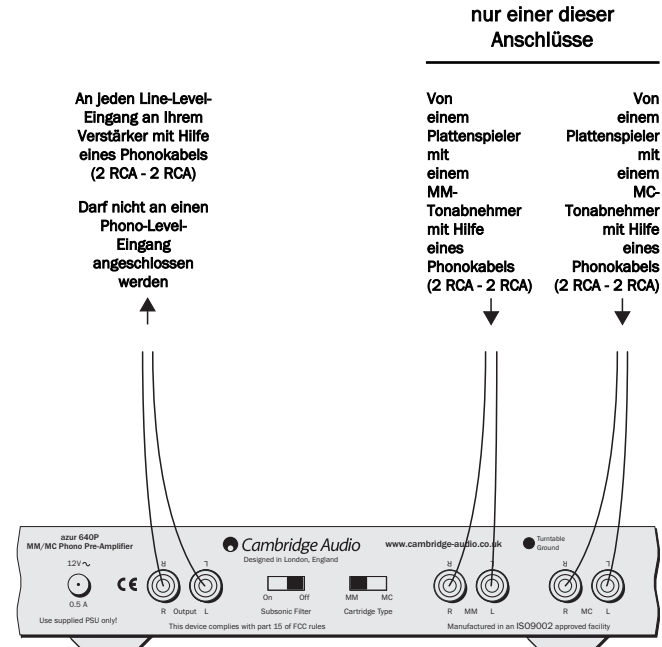 nur einer dieser
Anschlüsse
An jeden Line-Level-
Eingang an Ihrem
Verstärker mit Hilfe
eines Phonokabels
(2 RCA - 2 RCA)
Darf nicht an einen
Phono-Level-
Eingang
angeschlossen
werden
Von
einem
Plattenspieler
mit
einem
MM-
Tonabnehmer
mit Hilfe
eines
Phonokabels
(2 RCA - 2 RCA)
Von
einem
Plattenspieler
mit
einem
MC-
Tonabnehmer
mit Hilfe
eines
Phonokabels
(2 RCA - 2 RCA)
azur 640P
MM/MC Phono Pre-Amplifier
12V~
0.5 A
Use supplied PSU only!
CE
R L
R Output L
Cambridge Audio
Designed in London, England
On Off
Subsonic Filter
MM MC
Cartridge Type
This device complies with part 15 of FCC rules
www.cambridge-audio.co.uk
Turntable
Ground
R L
R MM L
R L
R MC L
Manufactured in an ISO9002 approved facility